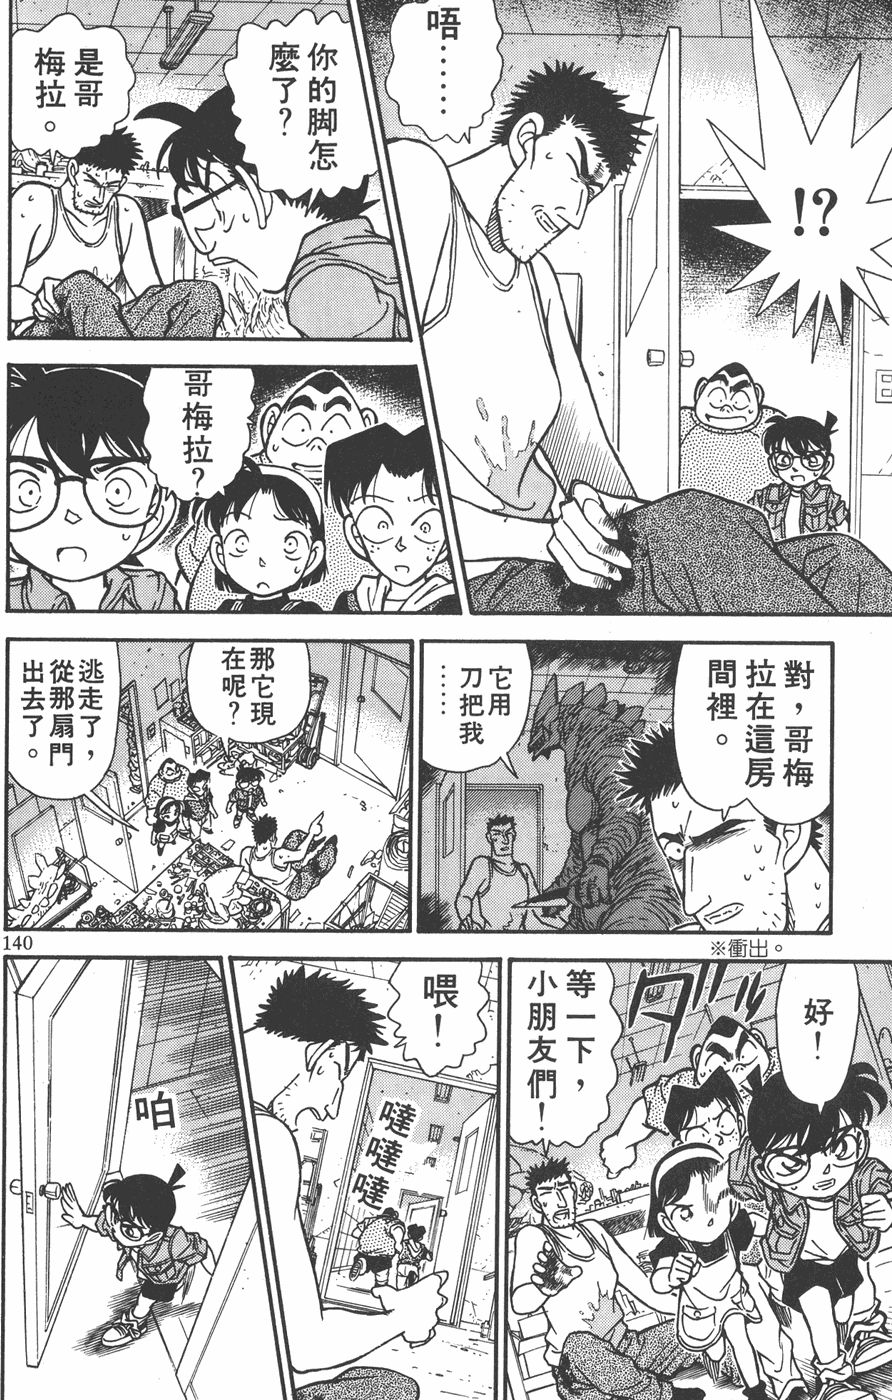 !?
唔……
你的脚怎
麼了?
是哥
梅拉。
哥梅拉?
對,哥梅
拉在這房
間裡。
它用
刀把我
……
那它現
在呢?
逃走了,
從那扇門
出去了。
140
※衝出。
好!
ダッ
等一下,
小朋友們!
喂!
噠噠噠
啪